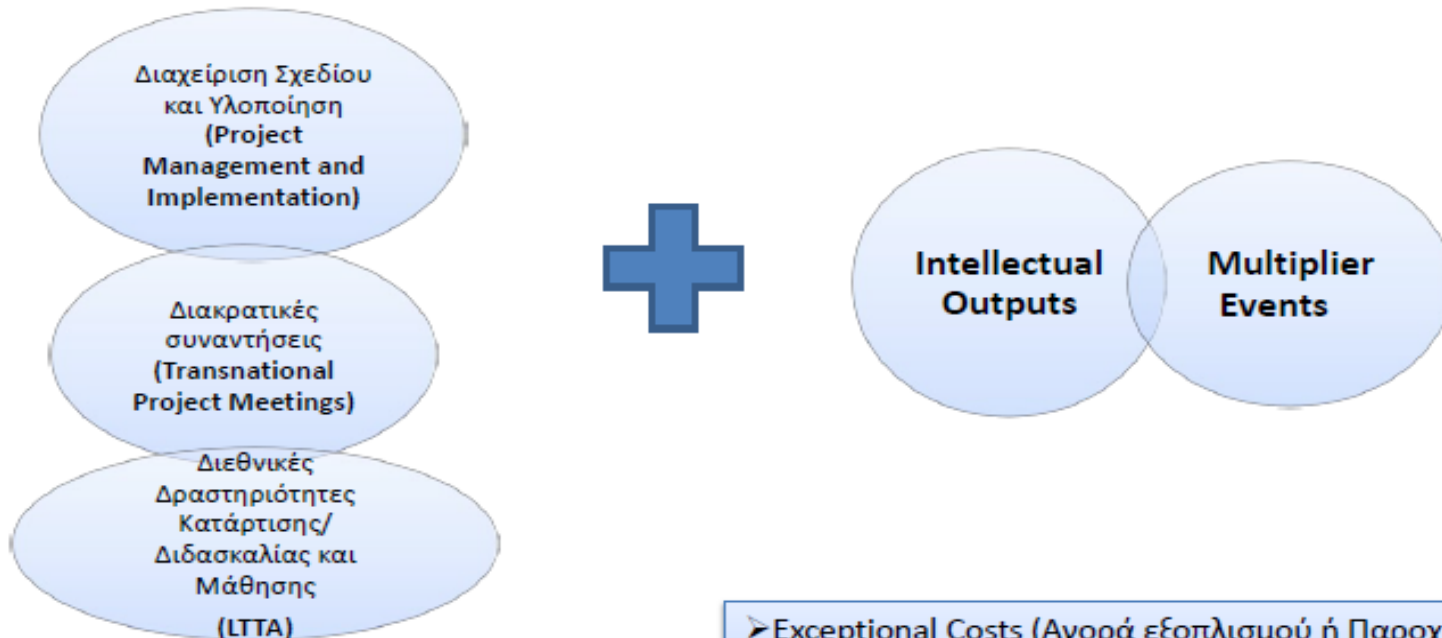 Διαχείριση Σχεδίου
και Υλοποίηση
(Project
Management and
Implementation)
Διακρατικές
συναντήσεις
(Transnational
Project Meetings)
Διεθνικές
Δραστηριότητες
Κατάρτισης/
Διδασκαλίας και
Μάθησης
(LTTA)
Intellectual
Outputs
Multiplier
Events
➢Exceptional Costs (Αγορά εξοπλισμού ή Παροχ